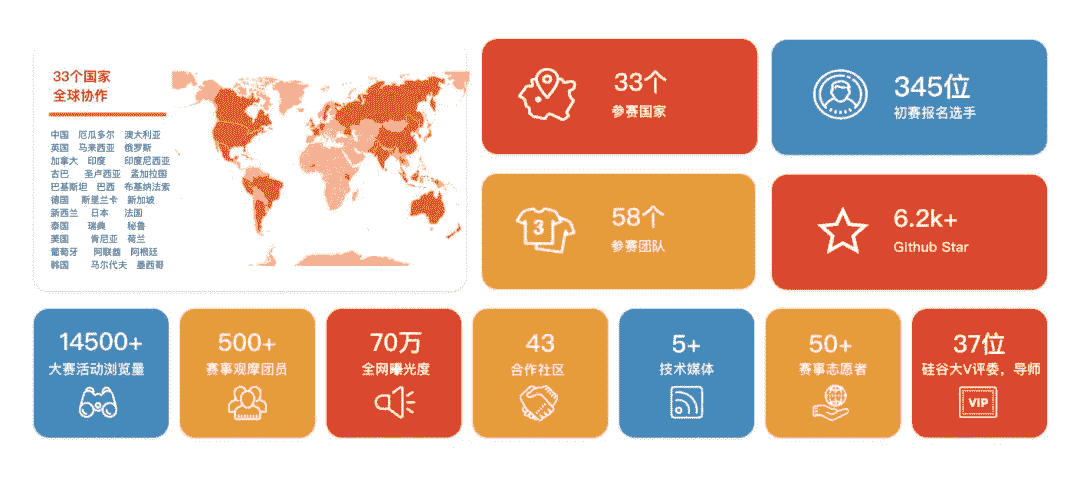 33个国家
全球协作
中国 厄瓜多尔 澳大利亚
英国 马来西亚 俄罗斯
加拿大 印度 印度尼西亚
古巴 圣卢西亚 孟加拉国
巴基斯坦 巴西 布基纳法索
德国 斯里兰卡 新加坡
新西兰 日本 法国
泰国 瑞典 秘鲁
美国 肯尼亚 荷兰
葡萄牙 阿联酋 阿根廷
韩国 马尔代夫 墨西哥
33个
参赛国家
345位
初赛报名选手
3
58个
参赛团队
6.2k+
Github Star
14500+
大赛活动浏览量
500+
赛事观摩团员
70万
全网曝光度
43
合作社区
5+
技术媒体
50+
赛事志愿者
37位
硅谷大V评委，导师
VIP